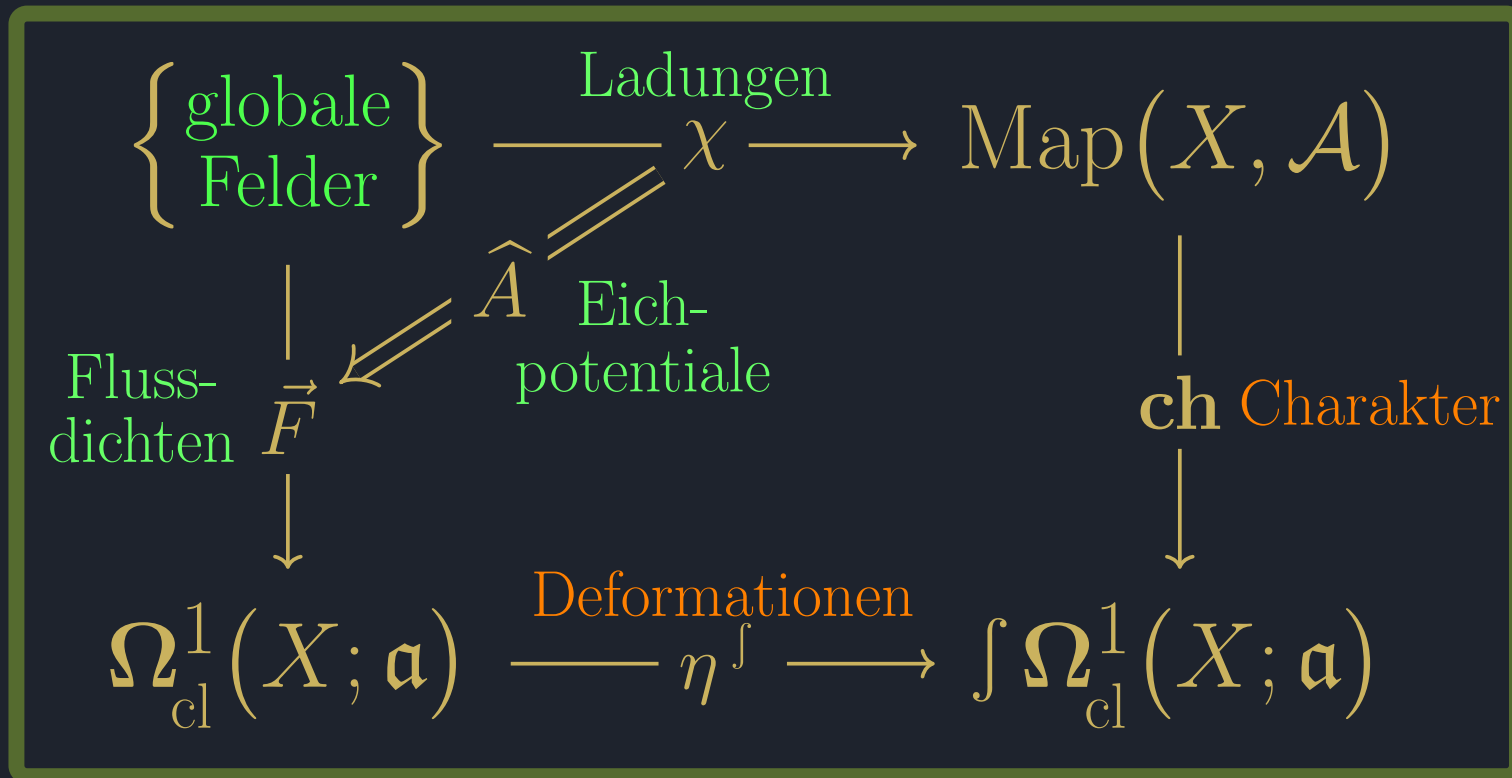 Ladungen
{globale
Felder}
χ
Map(X, 𝒜)
Â
Eich-
potentiale
Fluss-
dichten
F⃗
ch Charakter
Deformationen
Ω¹_cl(X; 𝔞)
η^∫
∫Ω¹_cl(X; 𝔞)